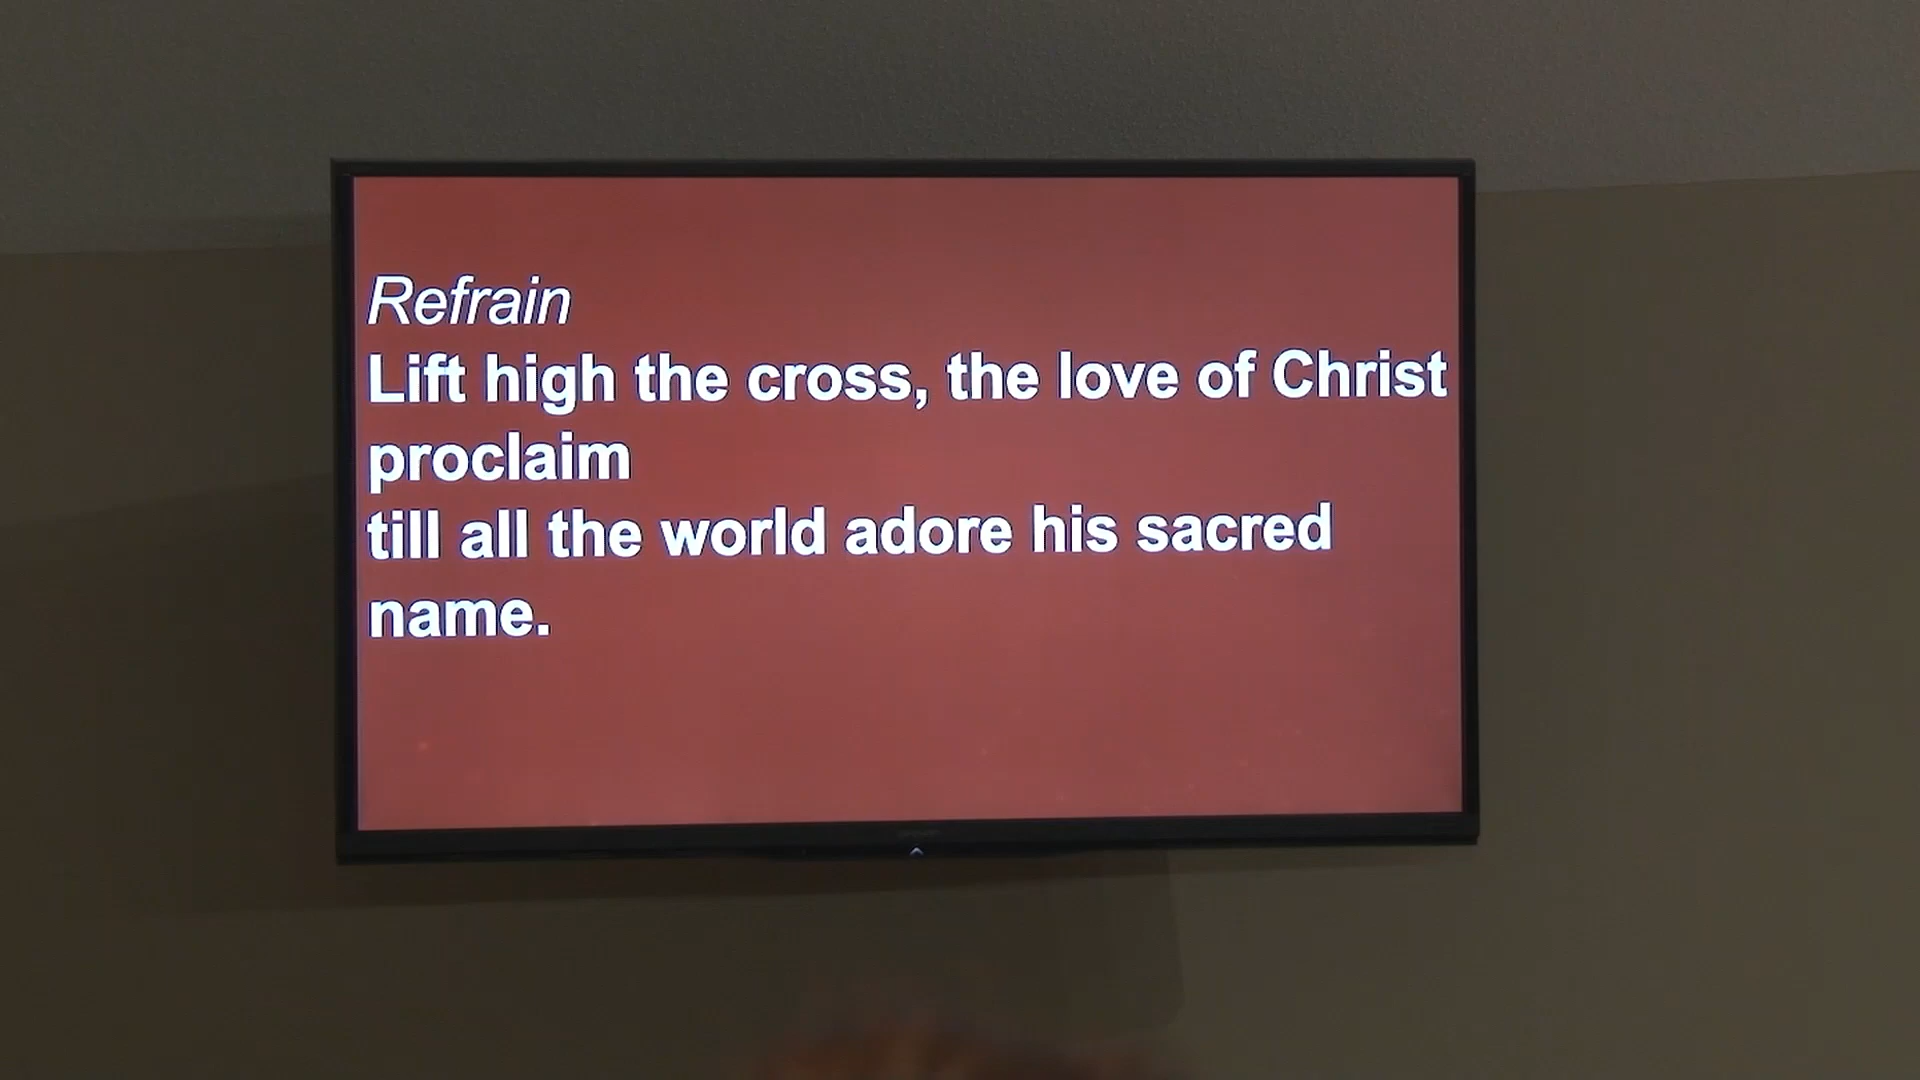 Refrain
Lift high the cross, the love of Christ
proclaim
till all the world adore his sacred
name.